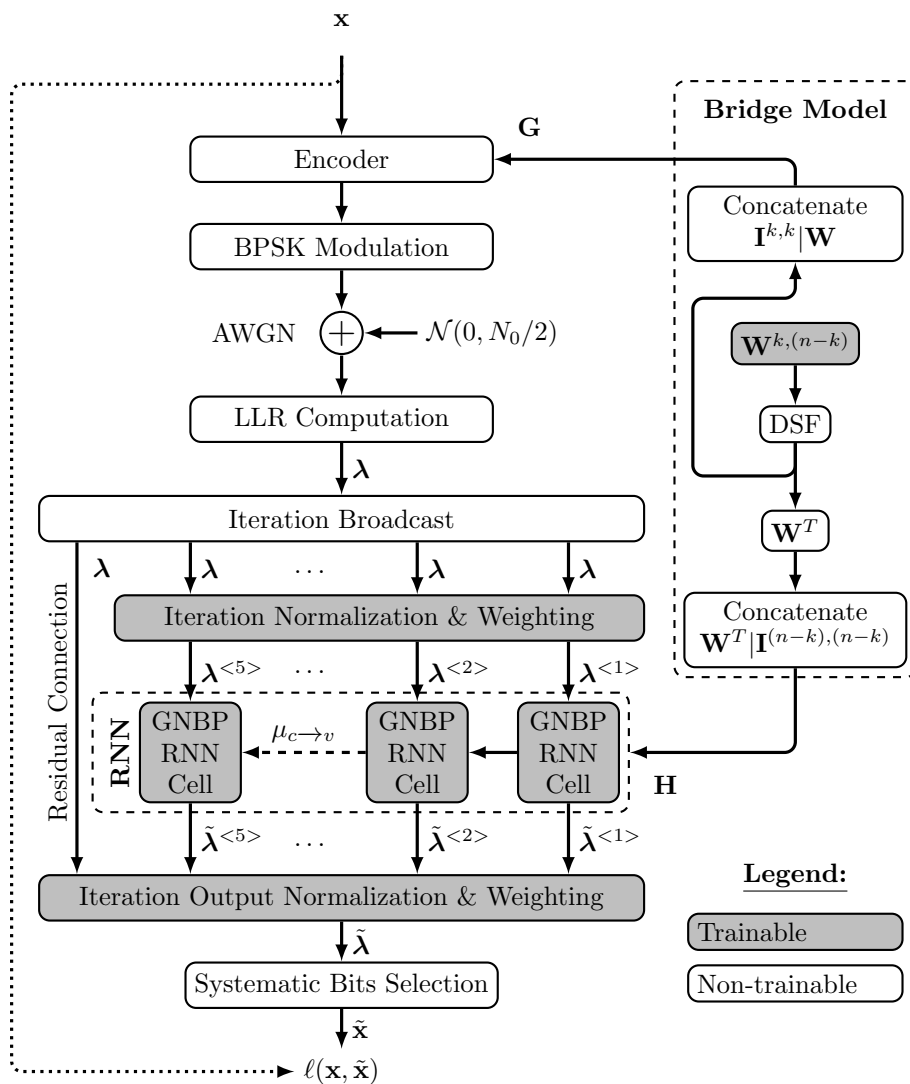 x
Bridge Model
G
Encoder
Concatenate
I^{k,k}|W
BPSK Modulation
AWGN
+
𝒩(0, N_0/2)
W^{k,(n−k)}
LLR Computation
DSF
λ
Iteration Broadcast
W^T
λ λ ... λ λ
Iteration Normalization & Weighting
Concatenate
W^T|I^{(n−k),(n−k)}
Residual Connection
λ^{<5>} ... λ^{<2>} λ^{<1>}
RNN
GNBP
RNN
Cell
μ_{c→v}
GNBP
RNN
Cell
GNBP
RNN
Cell
H
λ̃^{<5>} ... λ̃^{<2>} λ̃^{<1>}
Iteration Output Normalization & Weighting
Legend:
Trainable
Non-trainable
λ̃
Systematic Bits Selection
x̃
ℓ(x, x̃)